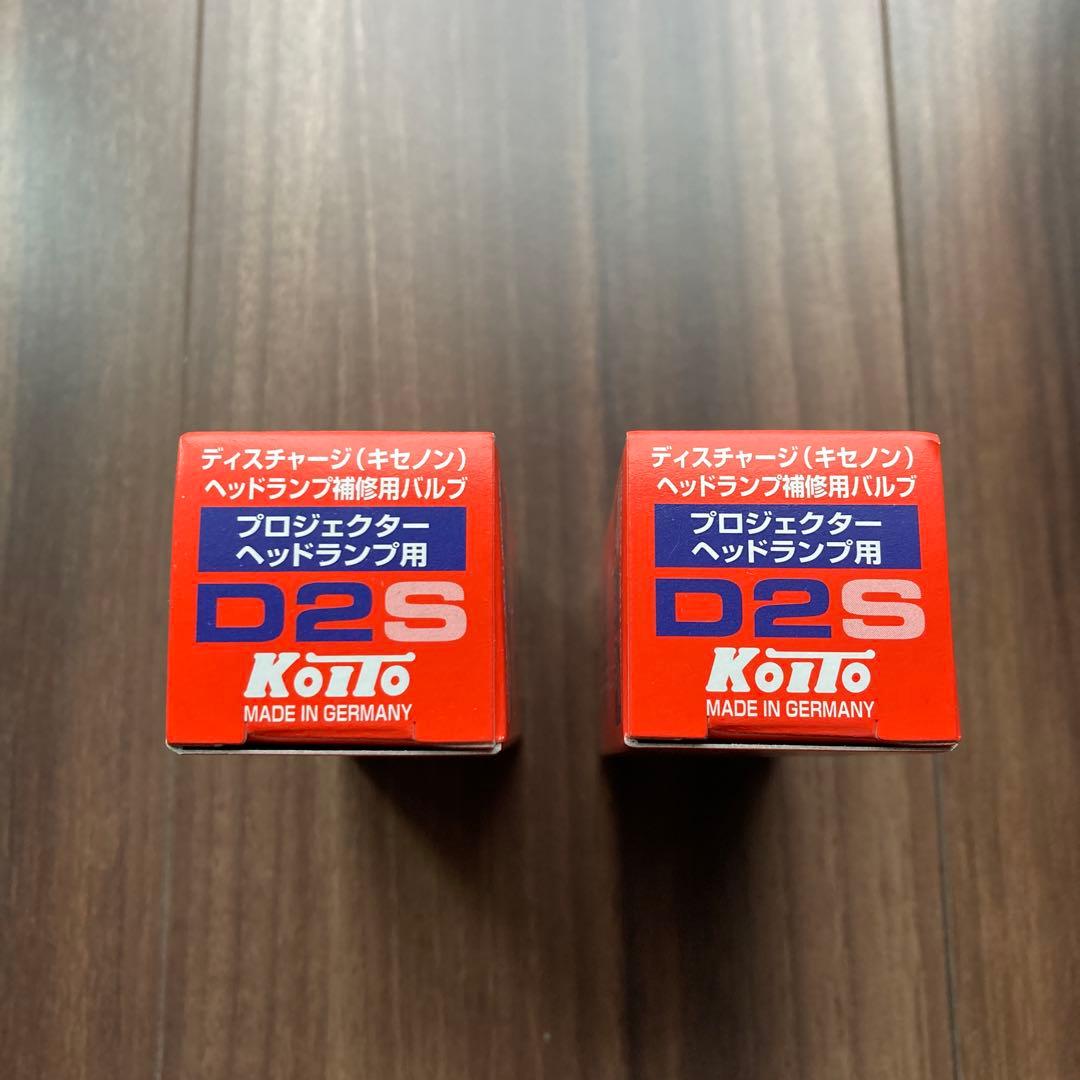 ディスチャージ(キセノン)
ヘッドランプ補修用バルブ
プロジェクター
ヘッドランプ用
D2S
KOITO
MADE IN GERMANY
ディスチャージ(キセノン)
ヘッドランプ補修用バルブ
プロジェクター
ヘッドランプ用
D2S
KOITO
MADE IN GERMANY